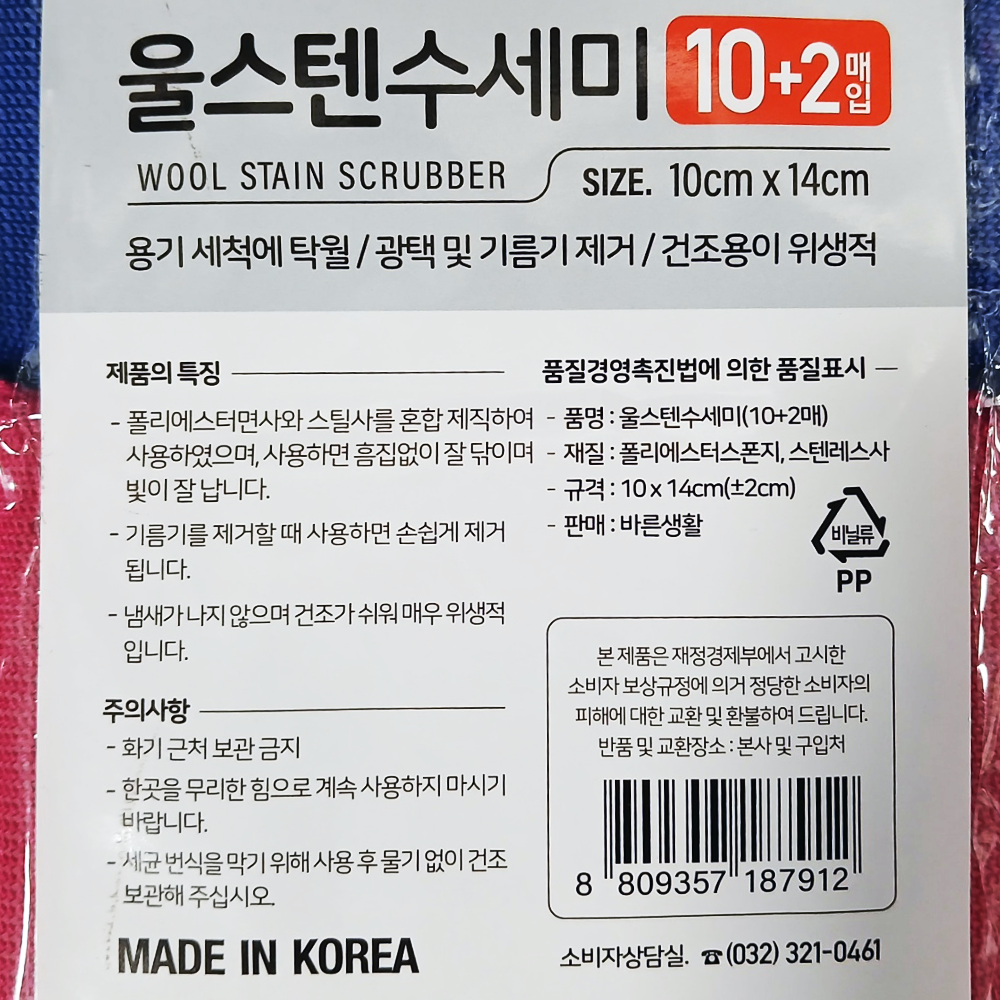 울스텐수세미 10+2매입
WOOL STAIN SCRUBBER
SIZE. 10cm x 14cm
용기 세척에 탁월 / 광택 및 기름기 제거 / 건조용이 위생적
제품의 특징
- 폴리에스터면사와 스틸사를 혼합 제직하여
사용하였으며, 사용하면 흠집없이 잘 닦이며
빛이 잘 납니다.
- 기름기를 제거할 때 사용하면 손쉽게 제거
됩니다.
- 냄새가 나지 않으며 건조가 쉬워 매우 위생적
입니다.
주의사항
- 화기 근처 보관 금지
- 한곳을 무리한 힘으로 계속 사용하지 마시기
바랍니다.
- 세균 번식을 막기 위해 사용 후 물기 없이 건조
보관해 주십시오.
MADE IN KOREA
품질경영촉진법에 의한 품질표시
- 품명 : 울스텐수세미(10+2매)
- 재질 : 폴리에스터스폰지, 스텐레스사
- 규격 : 10 x 14cm(±2cm)
- 판매 : 바른생활
비닐류
PP
본 제품은 재정경제부에서 고시한
소비자 보상규정에 의거 정당한 소비자의
피해에 대한 교환 및 환불하여 드립니다.
반품 및 교환장소 : 본사 및 구입처
8 809357 187912
소비자상담실. ☎(032) 321-0461